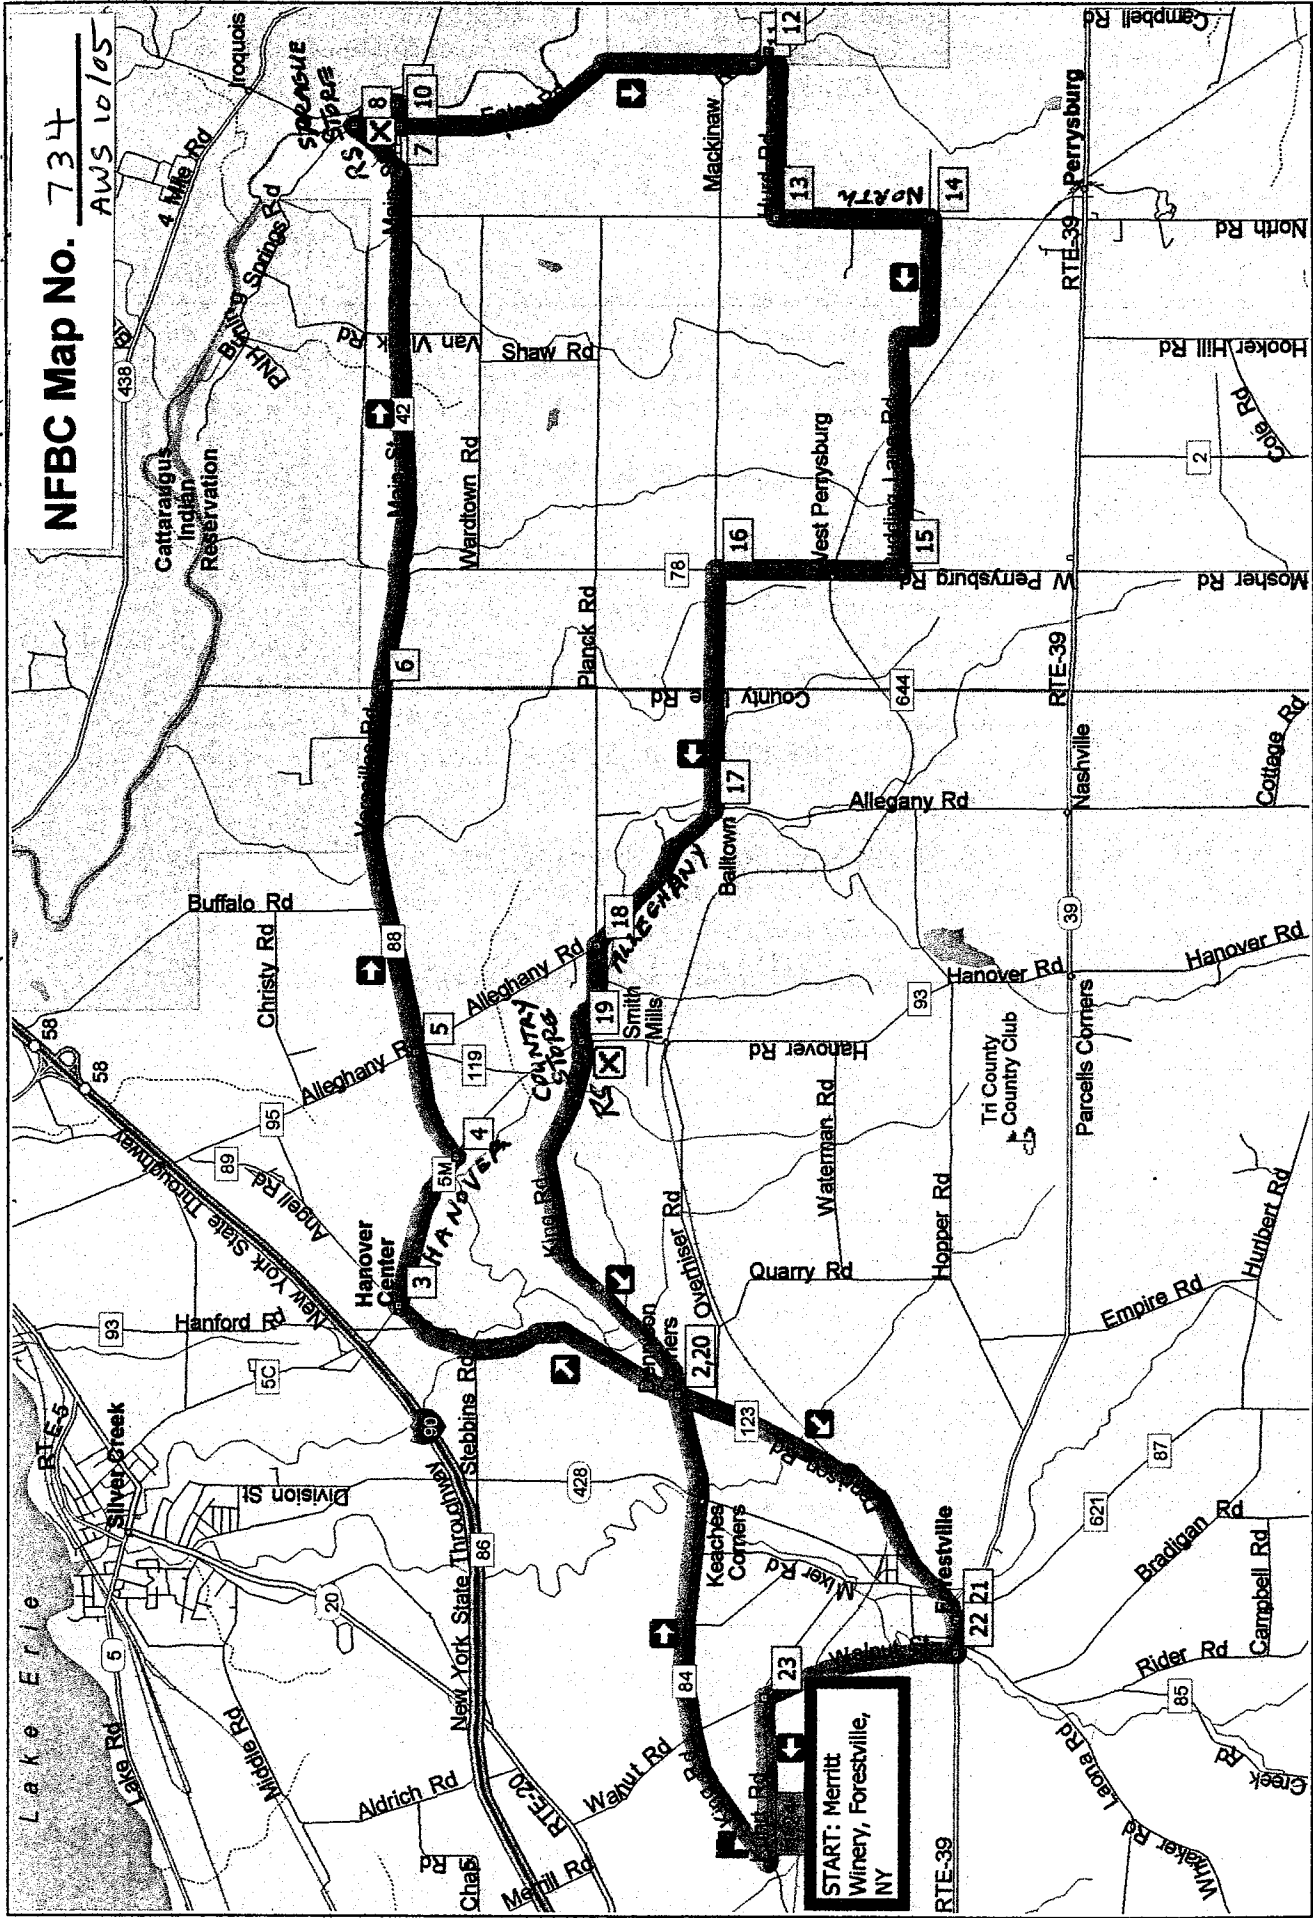 NFBC Map No. 734
AWS 10/05
Iroquois
4 Mile Rd
438
SPRAGUE
STORE
RS
X
8
10
7
12
Campbell Rd
Cattaraugus
Indian
Reservation
Burning Springs Rd
Main St
42
Wardtown Rd
Shaw Rd
Mackinaw
Hurd Rd
13
NORTH
14
North Rd
RTE-39
Perrysburg
Hooker Hill Rd
Cole Rd
2
West Perrysburg
15
16
78
W Perrysburg Rd
Mosher Rd
Planck Rd
6
County Line Rd
644
RTE-39
Nashville
Cottage Rd
Versailles Rd
17
Balltown
Allegany Rd
ALLEGHANY
18
Buffalo Rd
Christy Rd
88
58
58
Alleghany Rd
Alleghany Rd
5
119
95
89
Angell Rd
COUNTRY
STORE
RS
X
19
Smith
Mills
Hanover Rd
93
Hanover Rd
Hanover Rd
39
Parcells Corners
Tri County
Country Club
Waterman Rd
Hopper Rd
Quarry Rd
Overhiser Rd
King Rd
4
5M
HANOVER
3
Hanover
Center
New York State Throughway
Hanford Rd
93
5C
Stebbins Rd
90
2,20
123
Dennison Rd
Empire Rd
Hurlbert Rd
87
621
Bradigan Rd
Campbell Rd
Rider Rd
85
Creek Rd
Laona Rd
Whitaker Rd
Forestville
22
21
Mixer Rd
Keaches
Corners
428
Division St
Silver Creek
RTE-5
Lake Erie
5
20
86
New York State Throughway
Lake Rd
Middle Rd
Aldrich Rd
RTE-20
Walnut Rd
84
King Rd
23
Merrill Rd
START: Merritt
Winery, Forestville,
NY
RTE-39